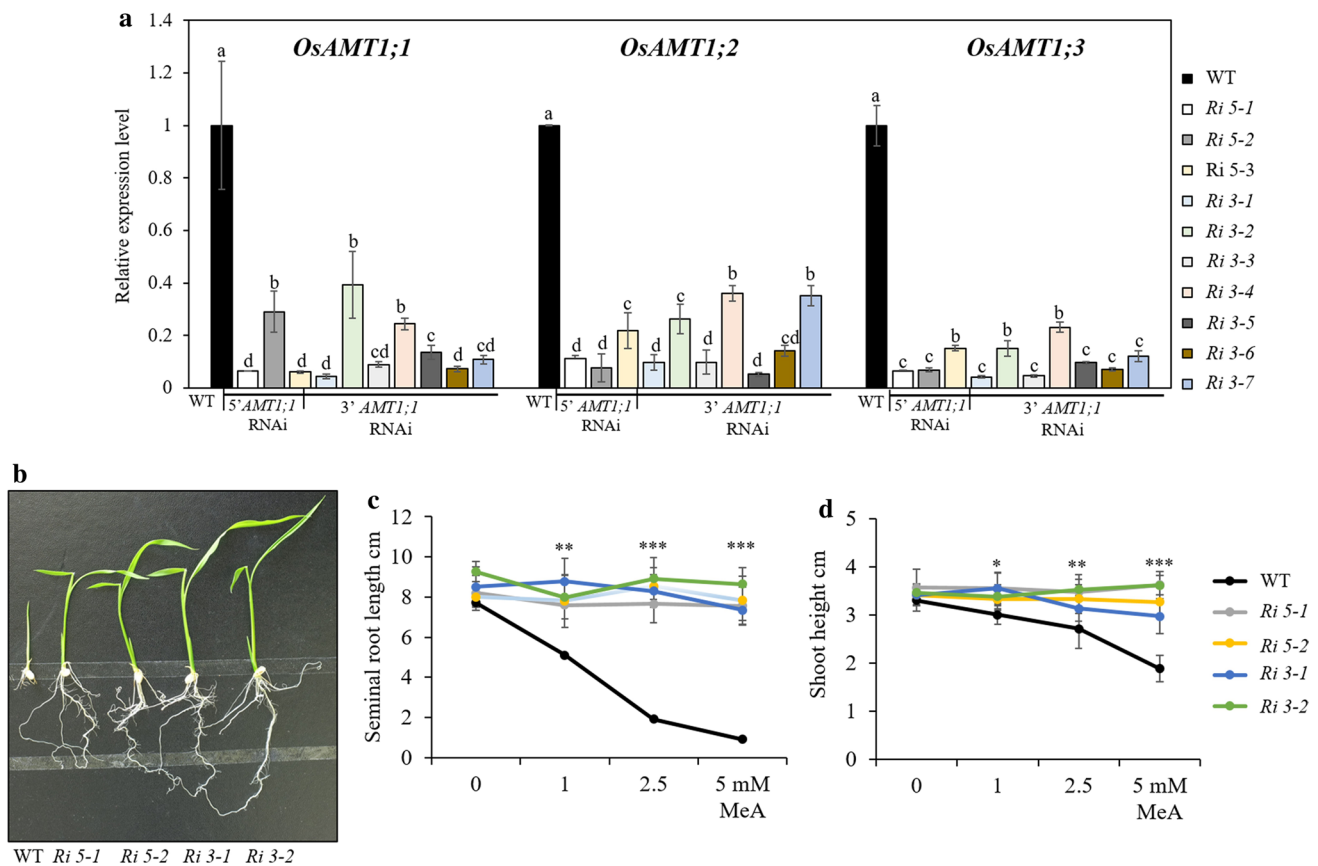 a
1.4
1.2
1
0.8
0.6
0.4
0.2
0
Relative expression level
OsAMT1;1
OsAMT1;2
OsAMT1;3
a
d
b
d
d
b
cd
b
c
d
cd
a
d
d
c
d
c
d
b
d
cd
b
a
c
c
b
c
b
c
b
c
c
c
WT
5' AMT1;1
RNAi
3' AMT1;1
RNAi
WT
5' AMT1;1
RNAi
3' AMT1;1
RNAi
WT
5' AMT1;1
RNAi
3' AMT1;1
RNAi
WT
Ri 5-1
Ri 5-2
Ri 5-3
Ri 3-1
Ri 3-2
Ri 3-3
Ri 3-4
Ri 3-5
Ri 3-6
Ri 3-7
b
WT Ri 5-1 Ri 5-2 Ri 3-1 Ri 3-2
c
Seminal root length cm
12
10
8
6
4
2
0
** *** ***
0 1 2.5 5 mM
MeA
d
Shoot height cm
5
4
3
2
1
0
* ** ***
0 1 2.5 5 mM
MeA
WT
Ri 5-1
Ri 5-2
Ri 3-1
Ri 3-2